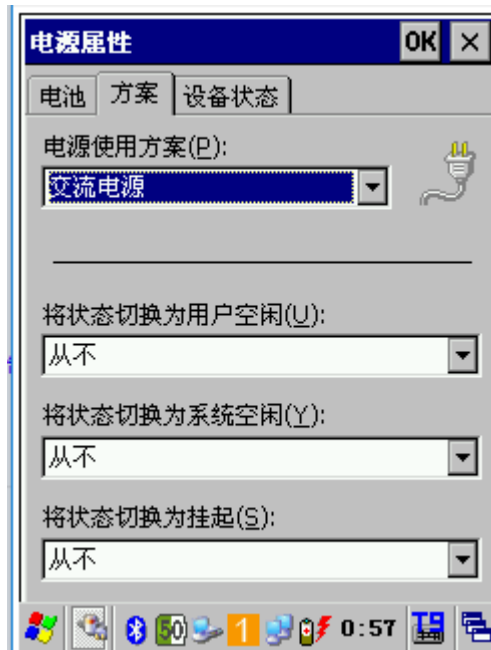 电源属性 OK ×
电池 方案 设备状态
电源使用方案(P):
交流电源
将状态切换为用户空闲(U):
从不
将状态切换为系统空闲(Y):
从不
将状态切换为挂起(S):
从不
50 1 0:57 T9